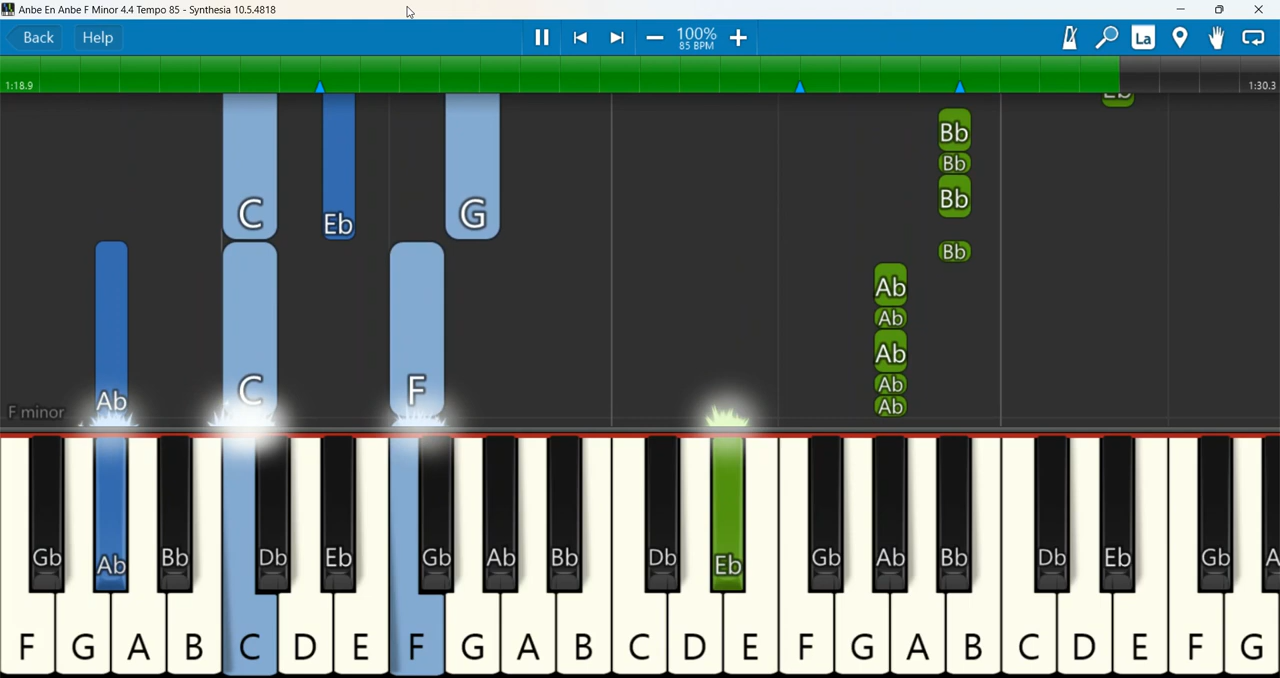 Anbe En Anbe F Minor 4.4 Tempo 85 - Synthesia 10.5.4818
Back Help 100% La
85 BPM
1:18.9 1:30.3
Eb
Bb
Bb
Bb
C Eb G
Bb
Ab
Ab
Ab
Ab
Ab C F
Ab
F minor
Gb Ab Bb Db Eb Gb Ab Bb Db Eb Gb Ab Bb Db Eb Gb A
F G A B C D E F G A B C D E F G A B C D E F G